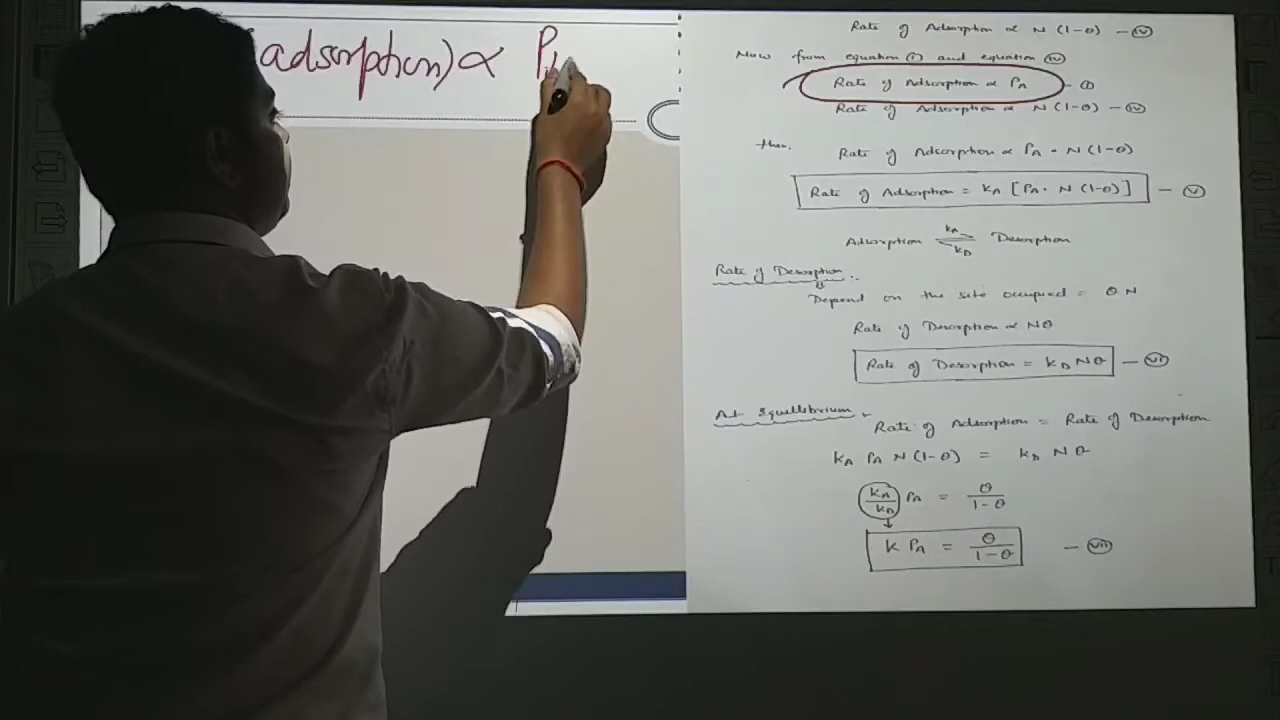 adsorption) ∝ P
Rate of Adsorption ∝ N (1-θ) - (iv)
Now from equation (i) and equation (iv)
Rate of Adsorption ∝ PA - (i)
Rate of Adsorption ∝ N (1-θ) - (iv)
then,
Rate of Adsorption ∝ PA · N (1-θ)
Rate of Adsorption = KA [PA · N (1-θ)] - (v)
Adsorption ⇌ Desorption
KA
KD
Rate of Desorption :-
Depend on the site occupied = θ N
Rate of Desorption ∝ Nθ
Rate of Desorption = KD Nθ - (vi)
At Equillibrium,
Rate of Adsorption = Rate of Desorption
KA PA N (1-θ) = KD Nθ
KA/KD PA = θ/1-θ
K PA = θ/1-θ - (vii)